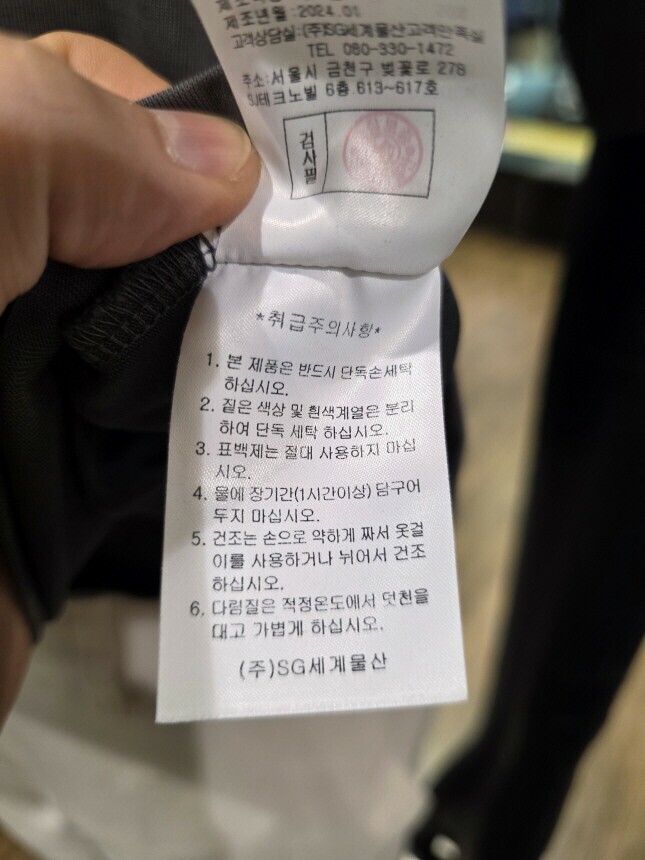 제조년월:2024.01
고객상담실:(주)SG세계물산고객만족실
TEL 080-330-1472
주소:서울시 금천구 벚꽃로 278
SJ테크노빌 6층 613~617호
검사필
*취급주의사항*
1. 본 제품은 반드시 단독손세탁
하십시오.
2. 짙은 색상 및 흰색계열은 분리
하여 단독 세탁 하십시오.
3. 표백제는 절대 사용하지 마십
시오.
4. 물에 장기간(1시간이상) 담구어
두지 마십시오.
5. 건조는 손으로 약하게 짜서 옷걸
이를 사용하거나 뉘어서 건조
하십시오.
6. 다림질은 적정온도에서 덧천을
대고 가볍게 하십시오.
(주)SG세계물산